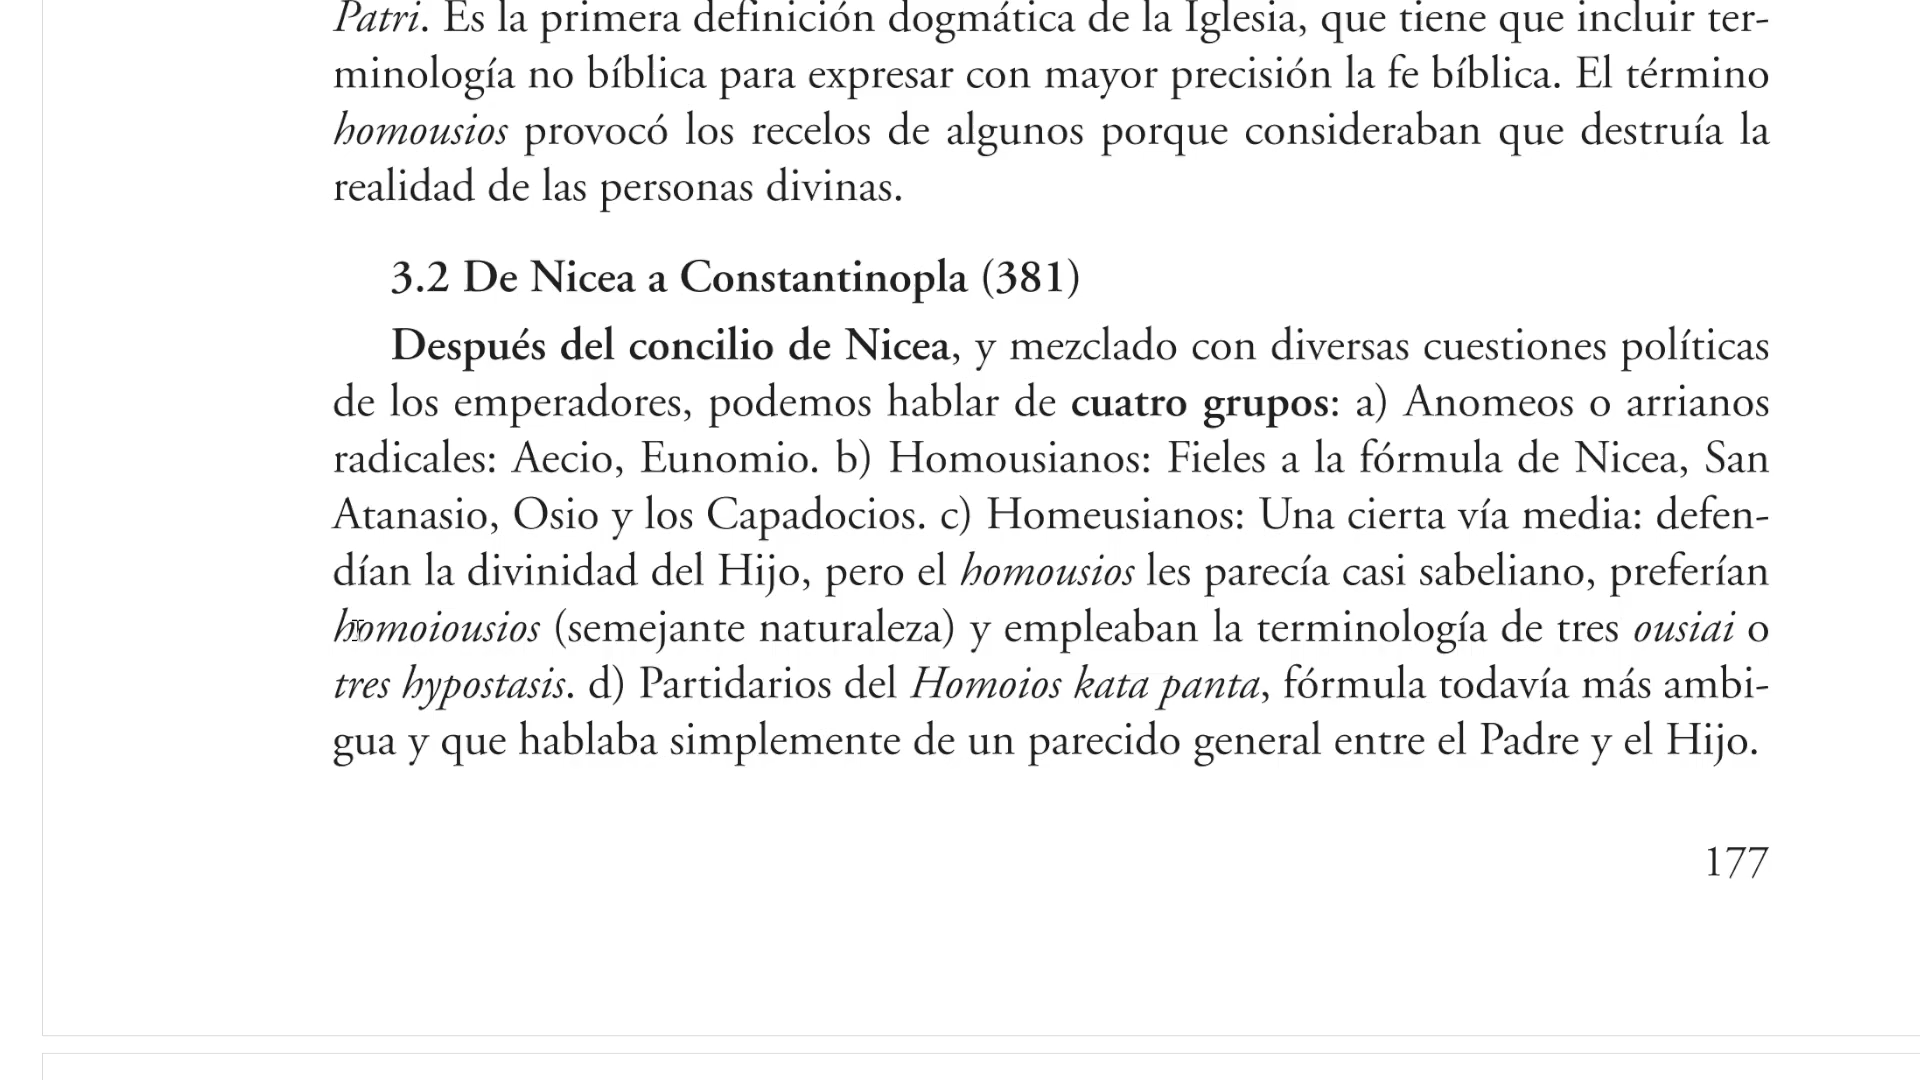 Patri. Es la primera definición dogmática de la Iglesia, que tiene que incluir ter-
minología no bíblica para expresar con mayor precisión la fe bíblica. El término
homousios provocó los recelos de algunos porque consideraban que destruía la
realidad de las personas divinas.
3.2 De Nicea a Constantinopla (381)
Después del concilio de Nicea, y mezclado con diversas cuestiones políticas
de los emperadores, podemos hablar de cuatro grupos: a) Anomeos o arrianos
radicales: Aecio, Eunomio. b) Homousianos: Fieles a la fórmula de Nicea, San
Atanasio, Osio y los Capadocios. c) Homeusianos: Una cierta vía media: defen-
dían la divinidad del Hijo, pero el homousios les parecía casi sabeliano, preferían
homoiousios (semejante naturaleza) y empleaban la terminología de tres ousiai o
tres hypostasis. d) Partidarios del Homoios kata panta, fórmula todavía más ambi-
gua y que hablaba simplemente de un parecido general entre el Padre y el Hijo.
177